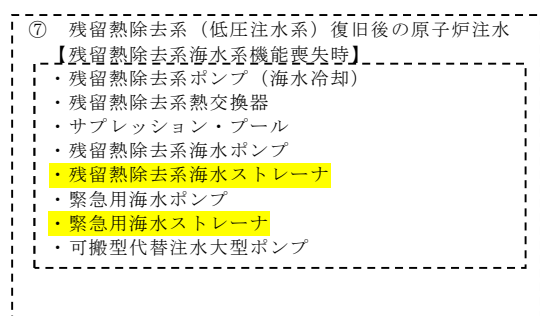 ⑦　残留熱除去系（低圧注水系）復旧後の原子炉注水
【残留熱除去系海水系機能喪失時】
・残留熱除去系ポンプ（海水冷却）
・残留熱除去系熱交換器
・サプレッション・プール
・残留熱除去系海水ポンプ
・残留熱除去系海水ストレーナ
・緊急用海水ポンプ
・緊急用海水ストレーナ
・可搬型代替注水大型ポンプ